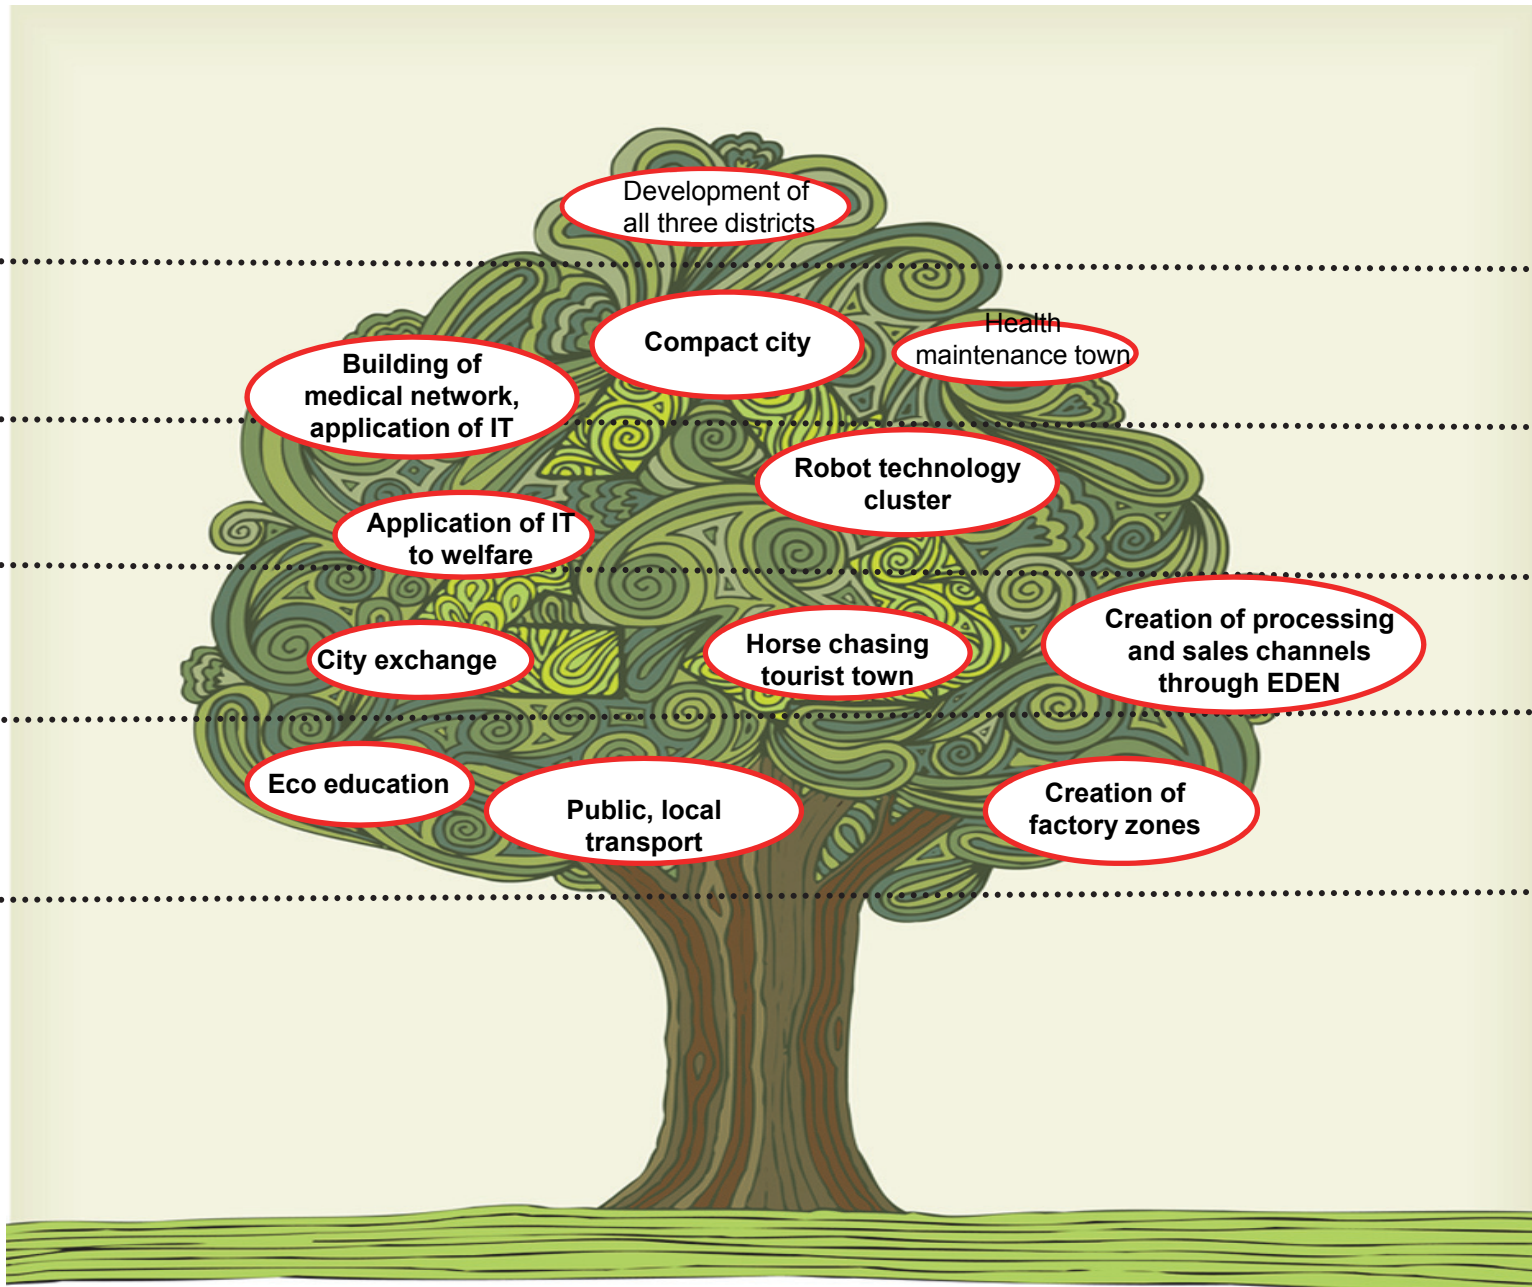 Development of
all three districts
Compact city
Health
maintenance town
Building of
medical network,
application of IT
Robot technology
cluster
Application of IT
to welfare
City exchange
Horse chasing
tourist town
Creation of processing
and sales channels
through EDEN
Eco education
Public, local
transport
Creation of
factory zones